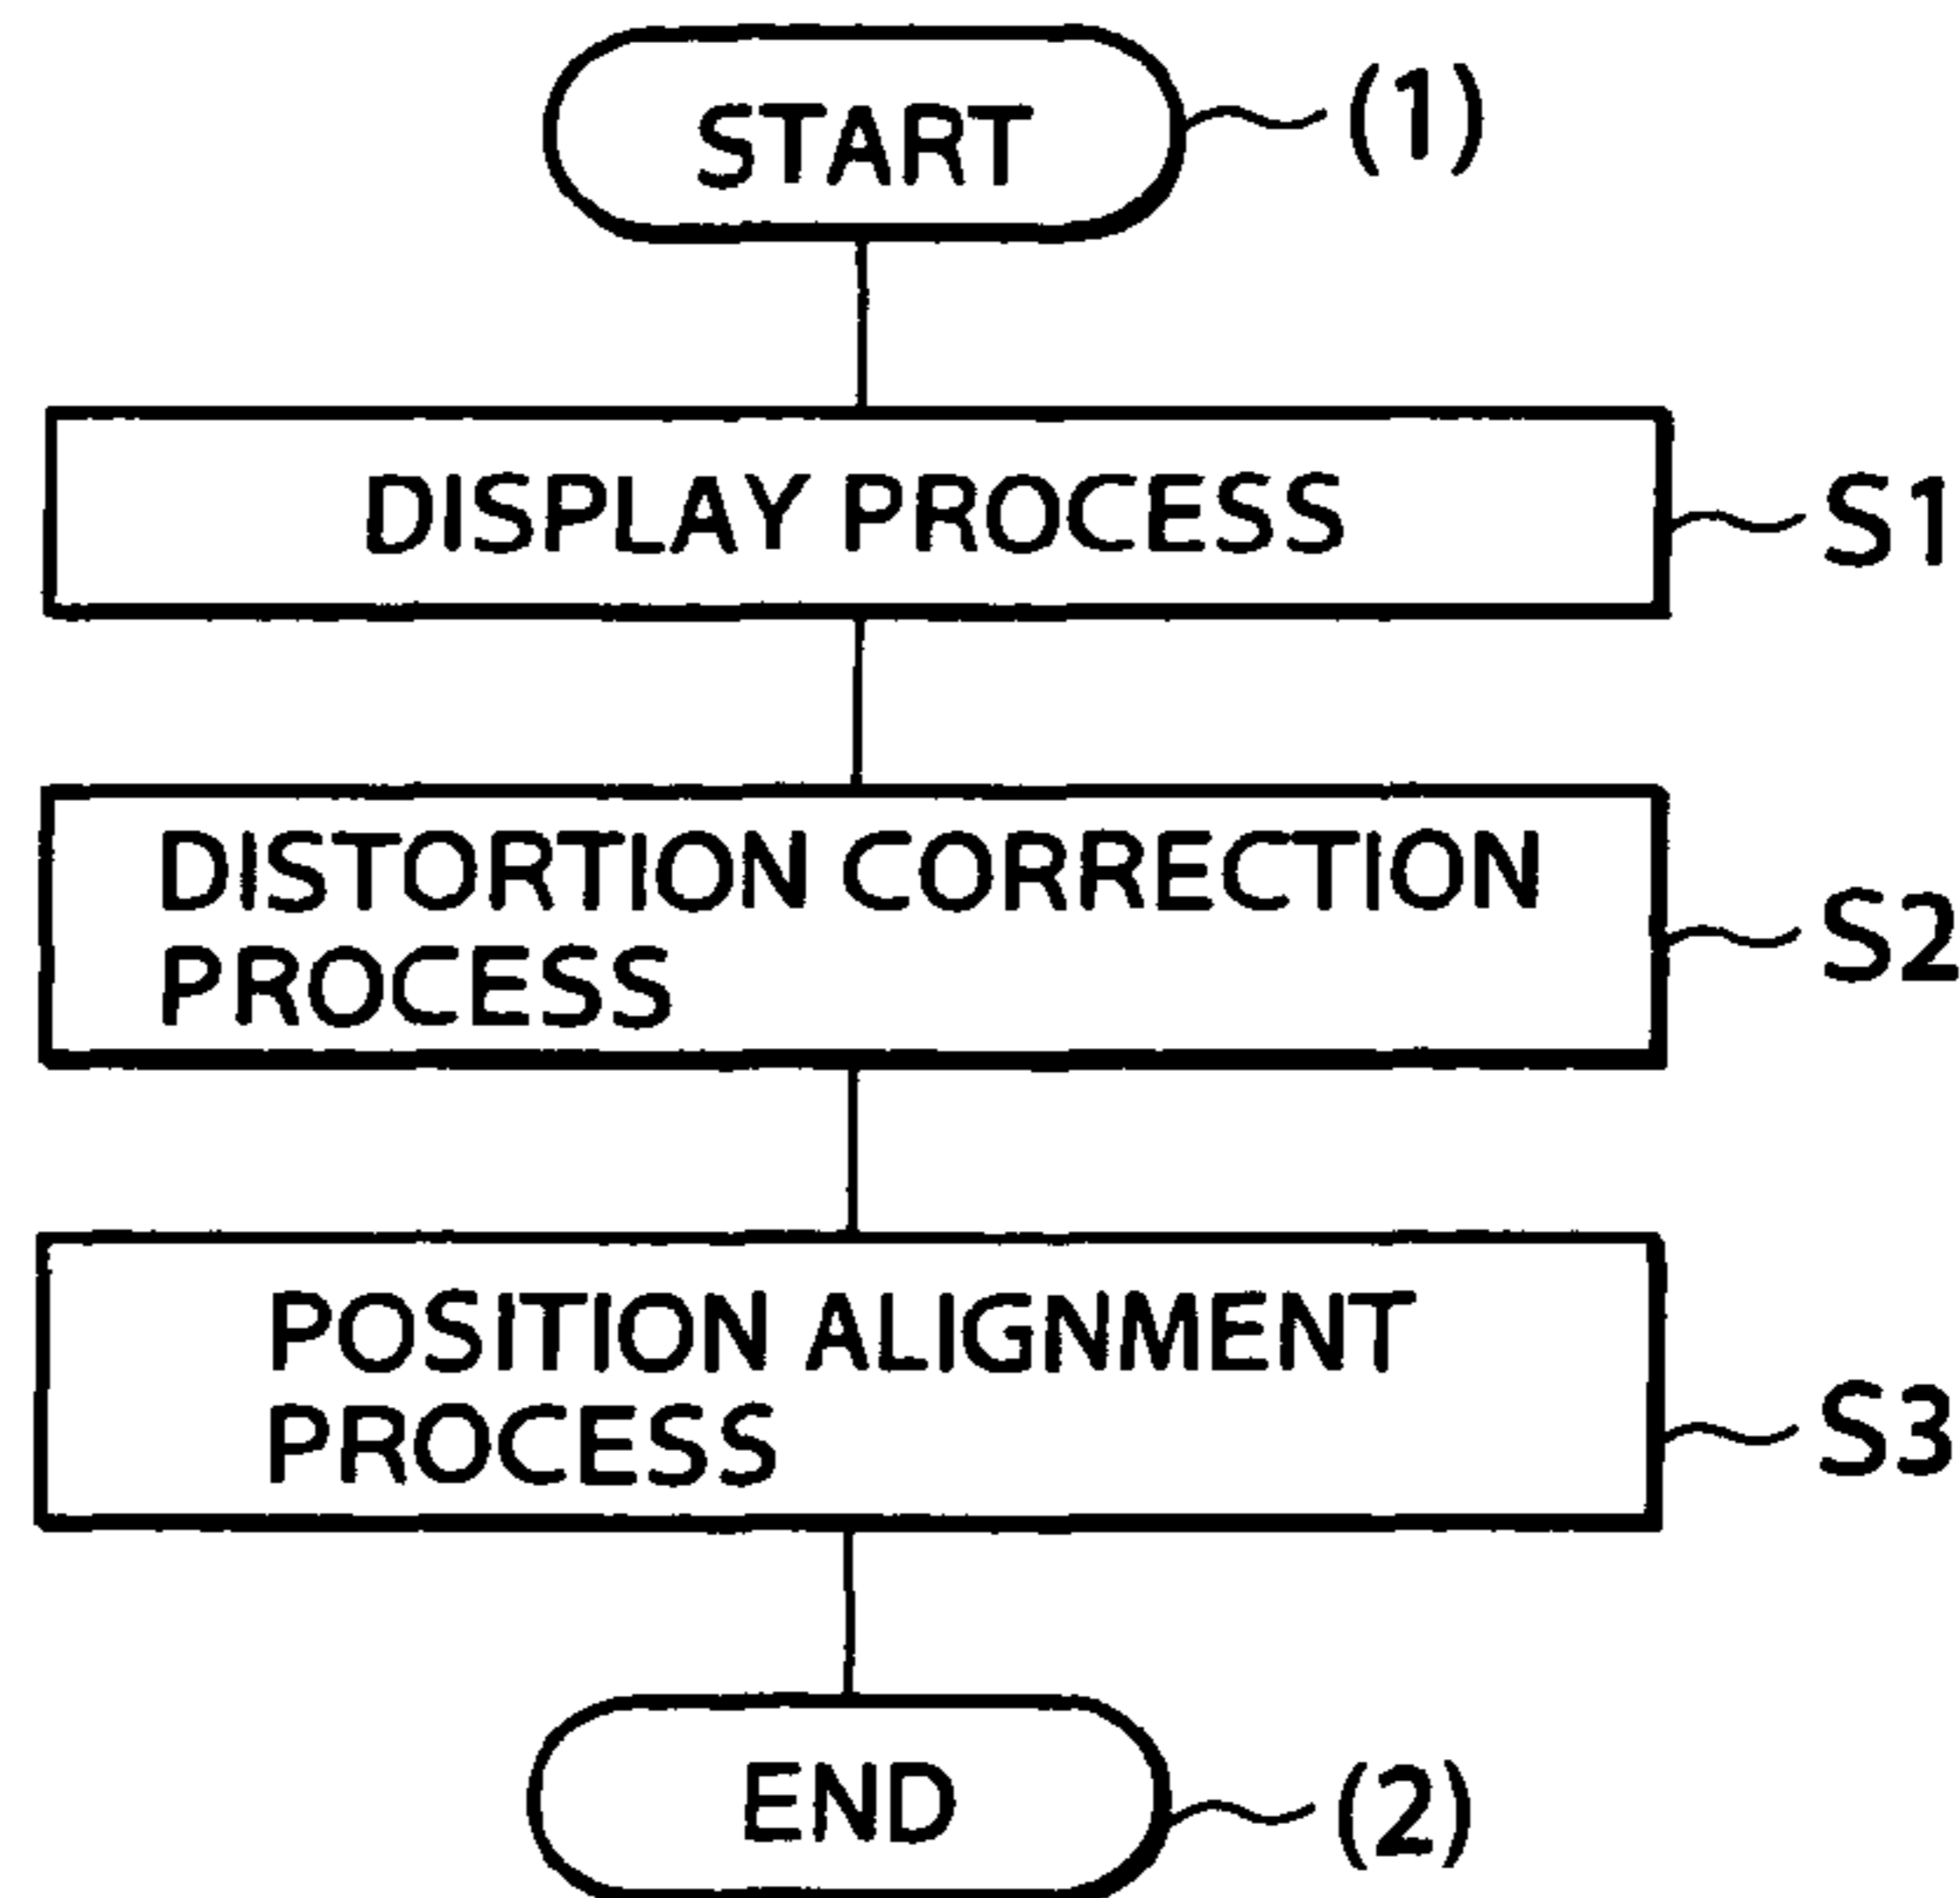 START
(1)
DISPLAY PROCESS
S1
DISTORTION CORRECTION
PROCESS
S2
POSITION ALIGNMENT
PROCESS
S3
END
(2)